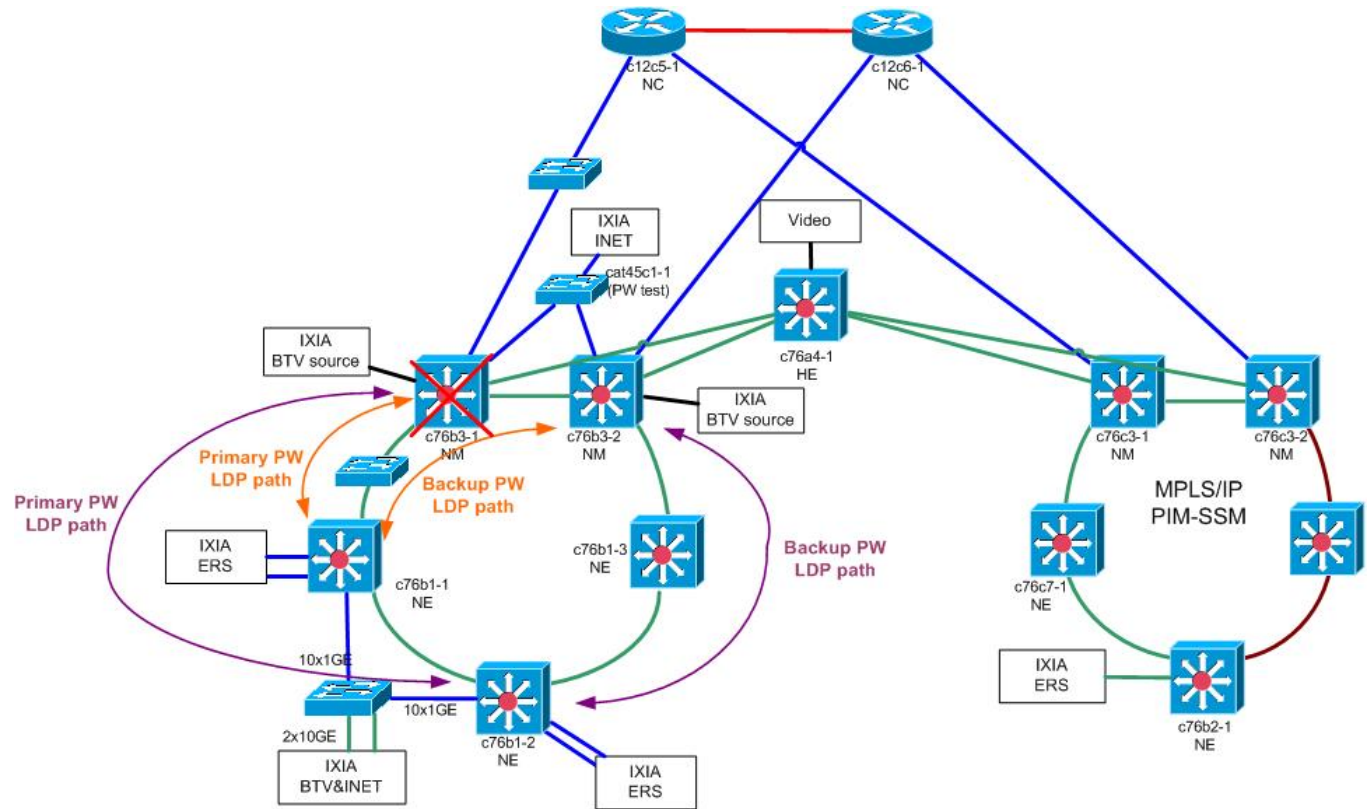 c12c5-1
NC
c12c6-1
NC
IXIA
INET
Video
cat45c1-1
(PW test)
IXIA
BTV source
c76a4-1
HE
IXIA
BTV source
c76b3-1
NM
c76b3-2
NM
c76c3-1
NM
c76c3-2
NM
Primary PW
LDP path
Backup PW
LDP path
Primary PW
LDP path
MPLS/IP
PIM-SSM
IXIA
ERS
c76b1-3
NE
Backup PW
LDP path
c76b1-1
NE
c76c7-1
NE
10x1GE
IXIA
ERS
10x1GE
2x10GE
c76b1-2
NE
c76b2-1
NE
IXIA
BTV&INET
IXIA
ERS